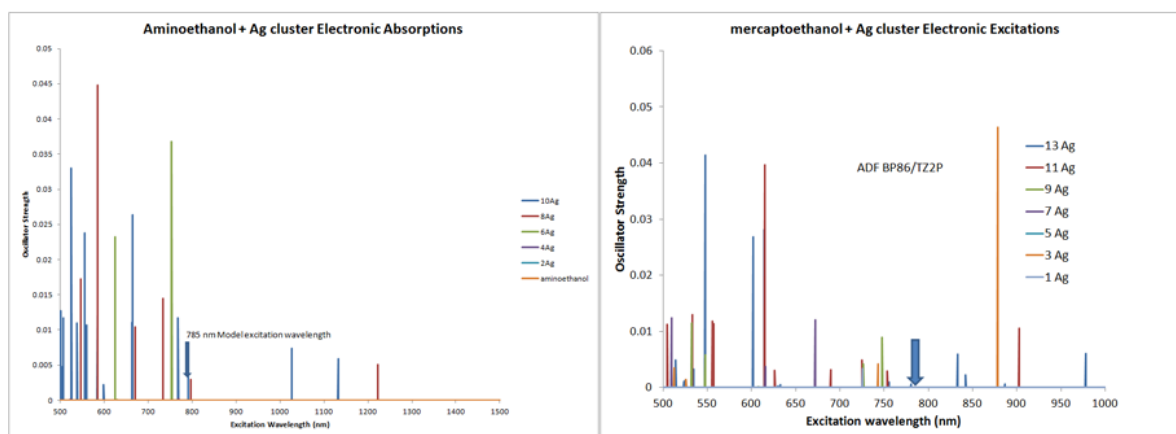 Aminoethanol + Ag cluster Electronic Absorptions
0.05
0.045
0.04
0.035
0.03
0.025
0.02
0.015
0.01
0.005
0
Oscillator Strength
500 600 700 800 900 1000 1100 1200 1300 1400 1500
Excitation Wavelength (nm)
785 nm Model excitation wavelength
10Ag
8Ag
6Ag
4Ag
2Ag
aminoethanol
mercaptoethanol + Ag cluster Electronic Excitations
0.06
0.05
0.04
0.03
0.02
0.01
0
Oscillator Strength
500 550 600 650 700 750 800 850 900 950 1000
Excitation wavelength (nm)
ADF BP86/TZ2P
13 Ag
11 Ag
9 Ag
7 Ag
5 Ag
3 Ag
1 Ag